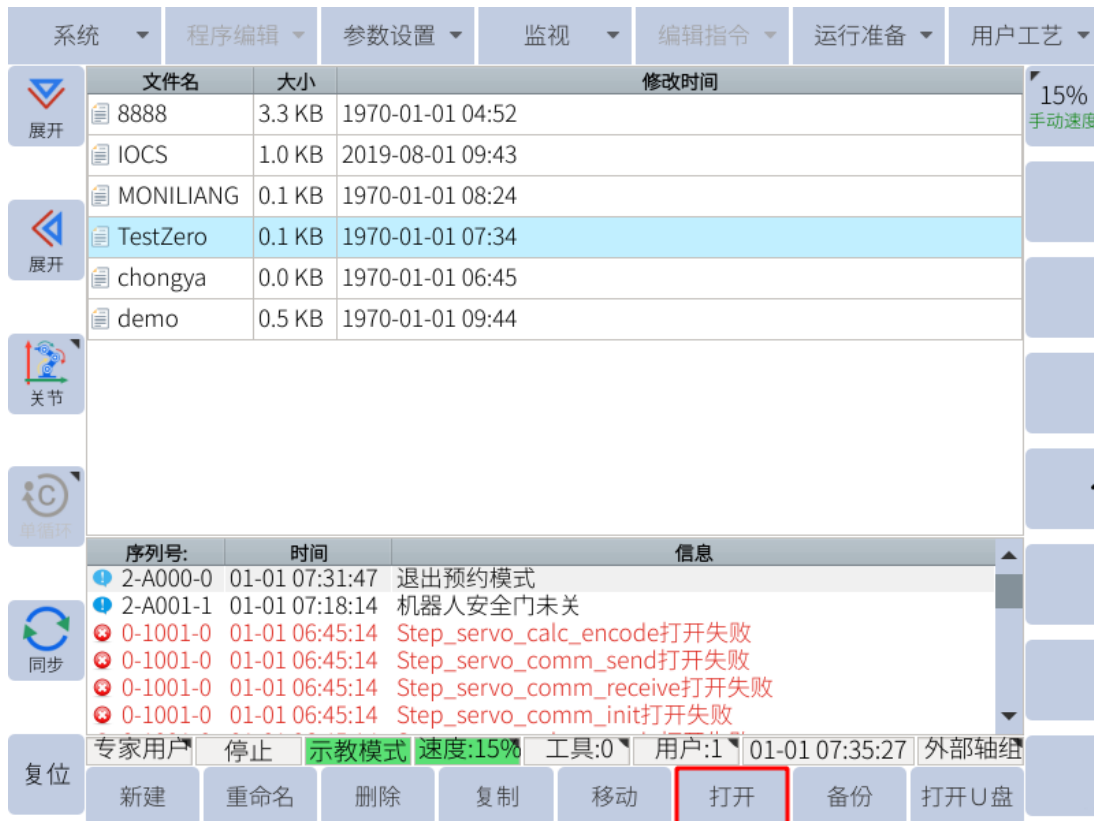 系统 程序编辑 参数设置 监视 编辑指令 运行准备 用户工艺
展开
文件名 大小 修改时间
8888 3.3 KB 1970-01-01 04:52
IOCS 1.0 KB 2019-08-01 09:43
MONILIANG 0.1 KB 1970-01-01 08:24
TestZero 0.1 KB 1970-01-01 07:34
chongya 0.0 KB 1970-01-01 06:45
demo 0.5 KB 1970-01-01 09:44
15%
手动速度
展开
关节
单循环
同步
复位
序列号: 时间 信息
2-A000-0 01-01 07:31:47 退出预约模式
2-A001-1 01-01 07:18:14 机器人安全门未关
0-1001-0 01-01 06:45:14 Step_servo_calc_encode打开失败
0-1001-0 01-01 06:45:14 Step_servo_comm_send打开失败
0-1001-0 01-01 06:45:14 Step_servo_comm_receive打开失败
0-1001-0 01-01 06:45:14 Step_servo_comm_init打开失败
专家用户 停止 示教模式 速度:15% 工具:0 用户:1 01-01 07:35:27 外部轴组
新建 重命名 删除 复制 移动 打开 备份 打开U盘